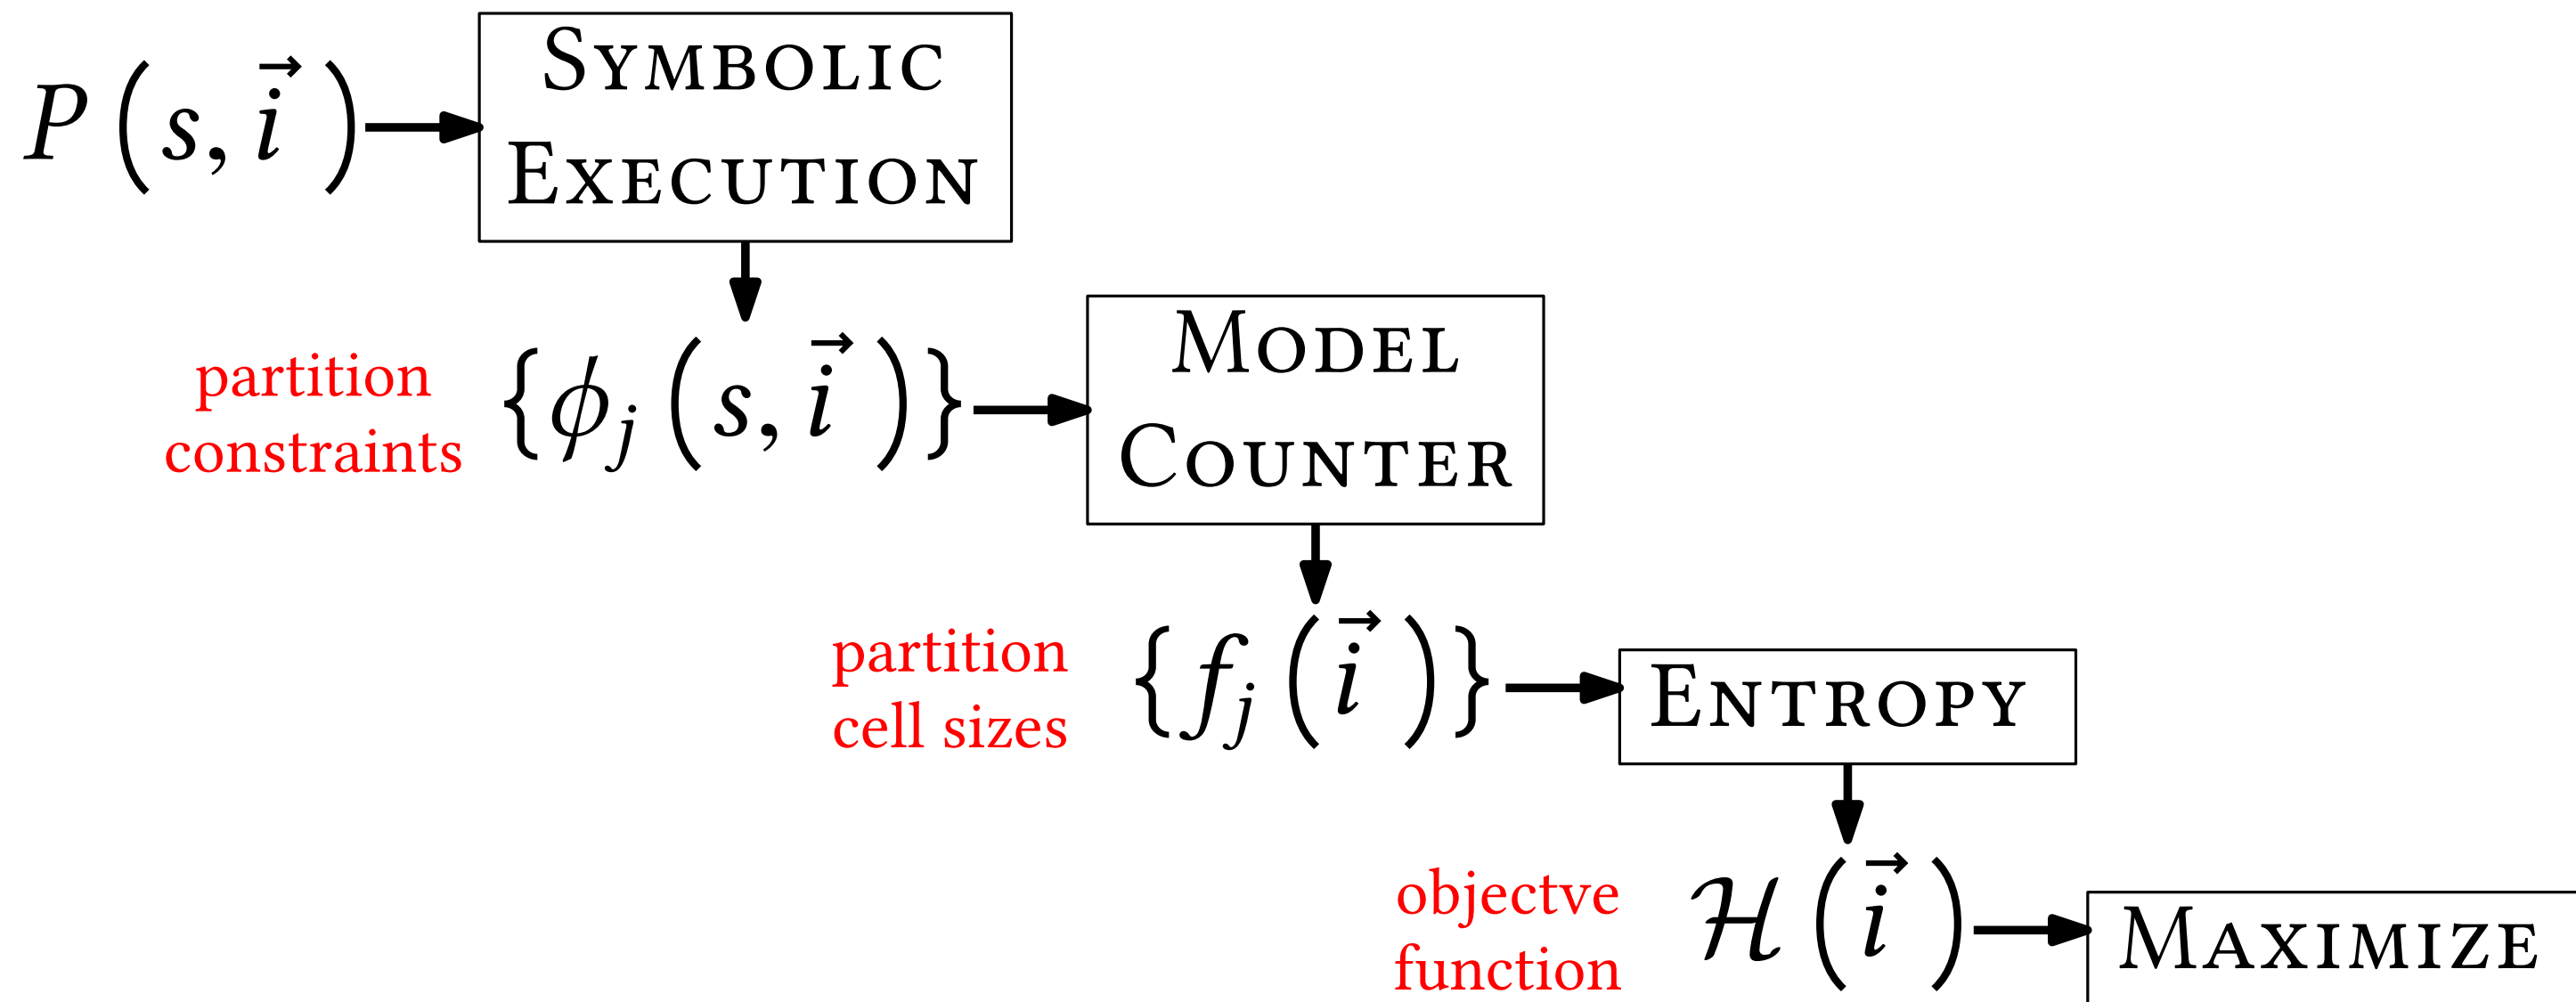 P(s, i⃗)
SYMBOLIC
EXECUTION
partition
constraints
{ϕⱼ(s, i⃗)}
MODEL
COUNTER
partition
cell sizes
{fⱼ(i⃗)}
ENTROPY
objectve
function
ℋ(i⃗)
MAXIMIZE